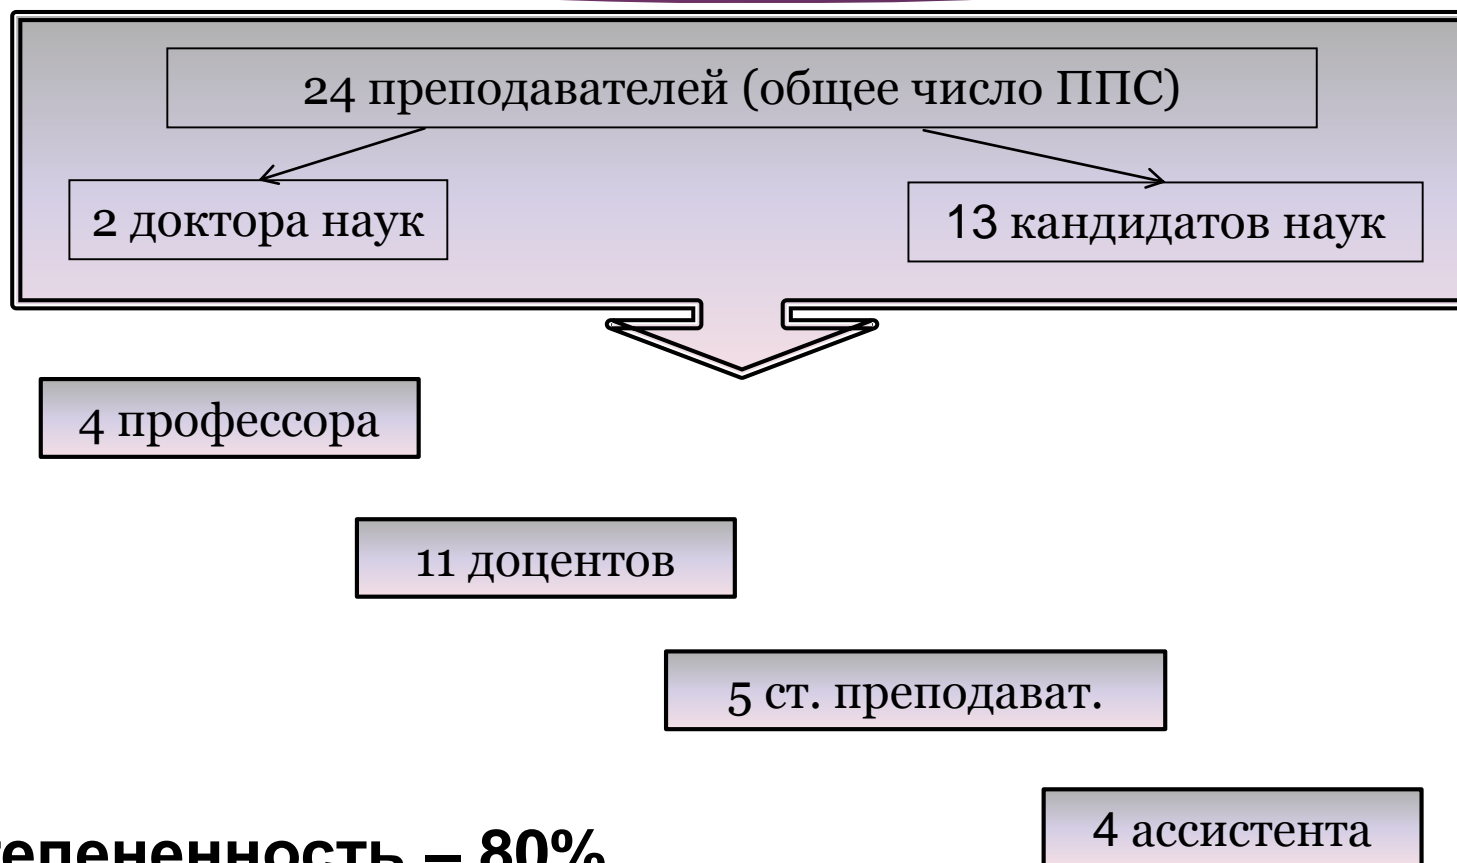 24 преподавателей (общее число ППС)
2 доктора наук
13 кандидатов наук
4 профессора
11 доцентов
5 ст. преподават.
4 ассистента
– 80%